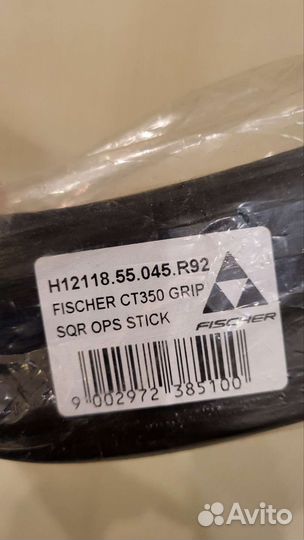 H12118.55.045.R92
FISCHER CT350 GRIP
SQR OPS STICK
FISCHER
9 002972 385100
Avito